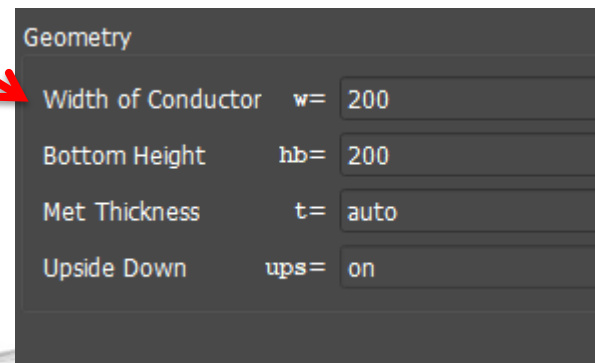 Geometry
Width of Conductor w= 200
Bottom Height hb= 200
Met Thickness t= auto
Upside Down ups= on